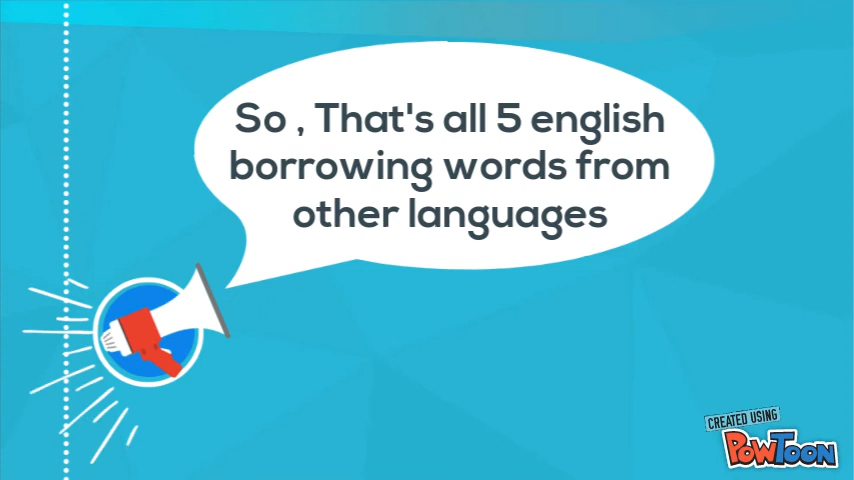 So , That's all 5 english
borrowing words from
other languages
CREATED USING
POWTOON